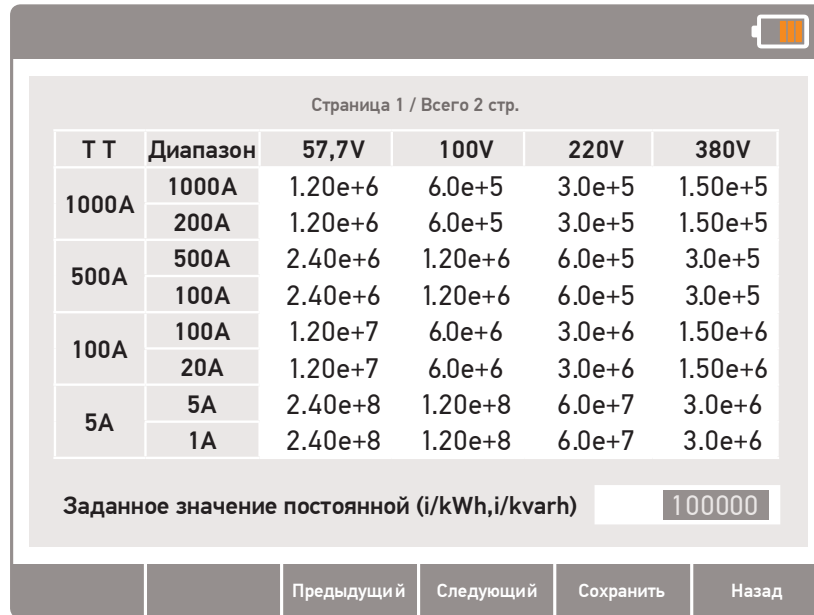 Страница 1 / Всего 2 стр.
Т Т Диапазон 57,7V 100V 220V 380V
1000A 1000A 1.20e+6 6.0e+5 3.0e+5 1.50e+5
200A 1.20e+6 6.0e+5 3.0e+5 1.50e+5
500A 500A 2.40e+6 1.20e+6 6.0e+5 3.0e+5
100A 2.40e+6 1.20e+6 6.0e+5 3.0e+5
100A 100A 1.20e+7 6.0e+6 3.0e+6 1.50e+6
20A 1.20e+7 6.0e+6 3.0e+6 1.50e+6
5A 5A 2.40e+8 1.20e+8 6.0e+7 3.0e+6
1A 2.40e+8 1.20e+8 6.0e+7 3.0e+6
Заданное значение постоянной (i/kWh,i/kvarh) 100000
Предыдущий Следующий Сохранить Назад